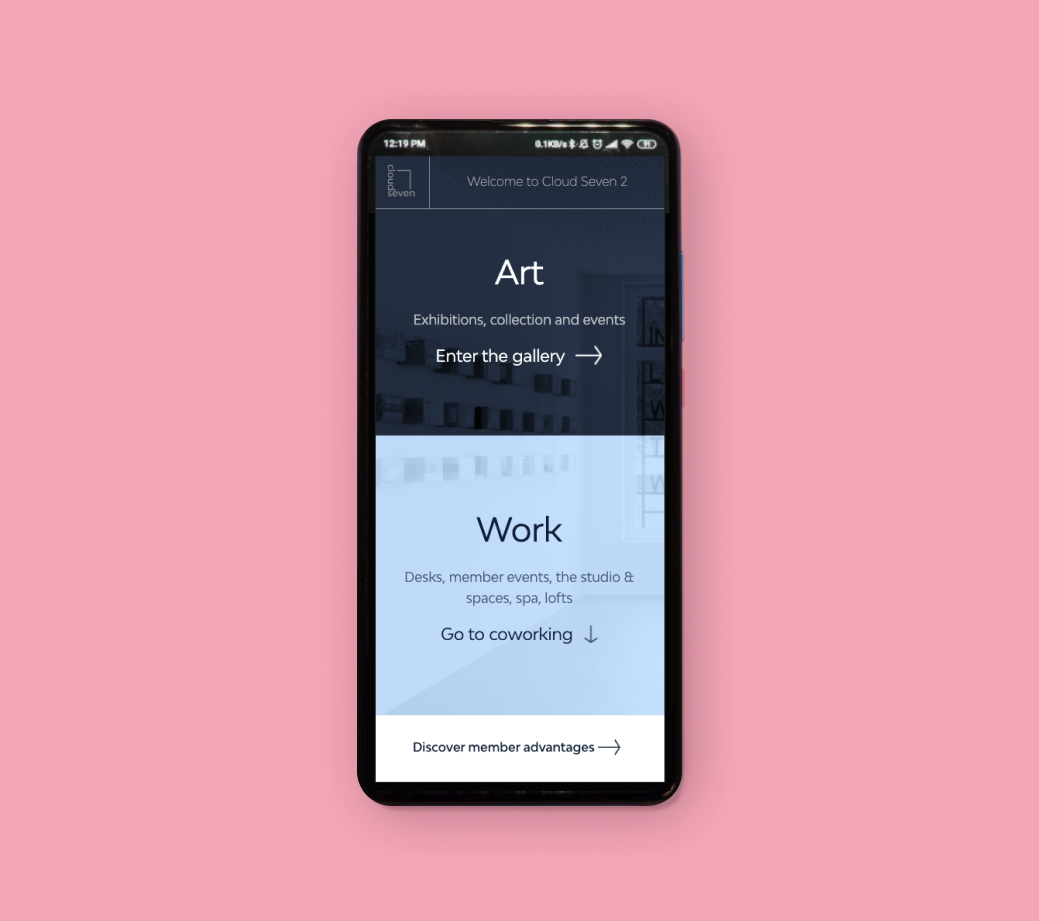 12:19 PM
0.1KB/s
cloud
seven
Welcome to Cloud Seven 2
Art
Exhibitions, collection and events
Enter the gallery
Work
Desks, member events, the studio &
spaces, spa, lofts
Go to coworking
Discover member advantages